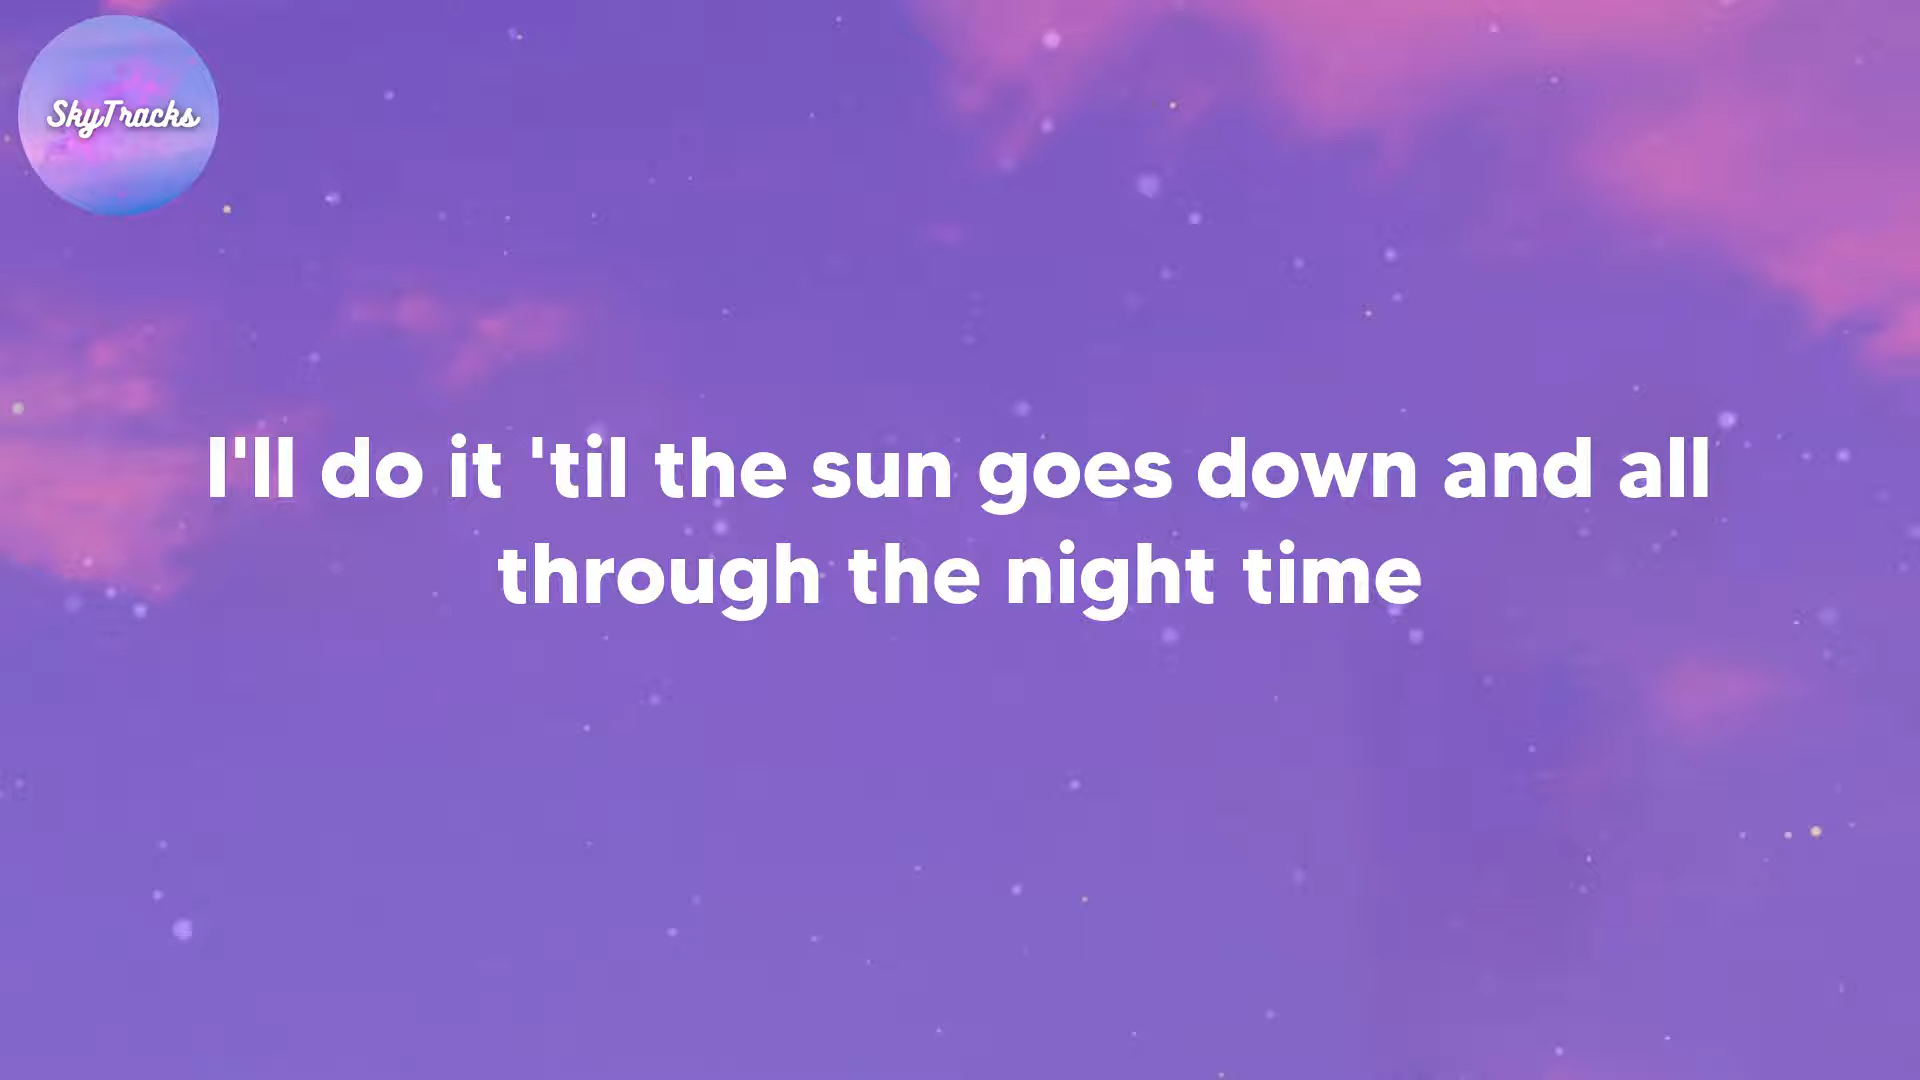 SkyTracks
I'll do it 'til the sun goes down and all
through the night time